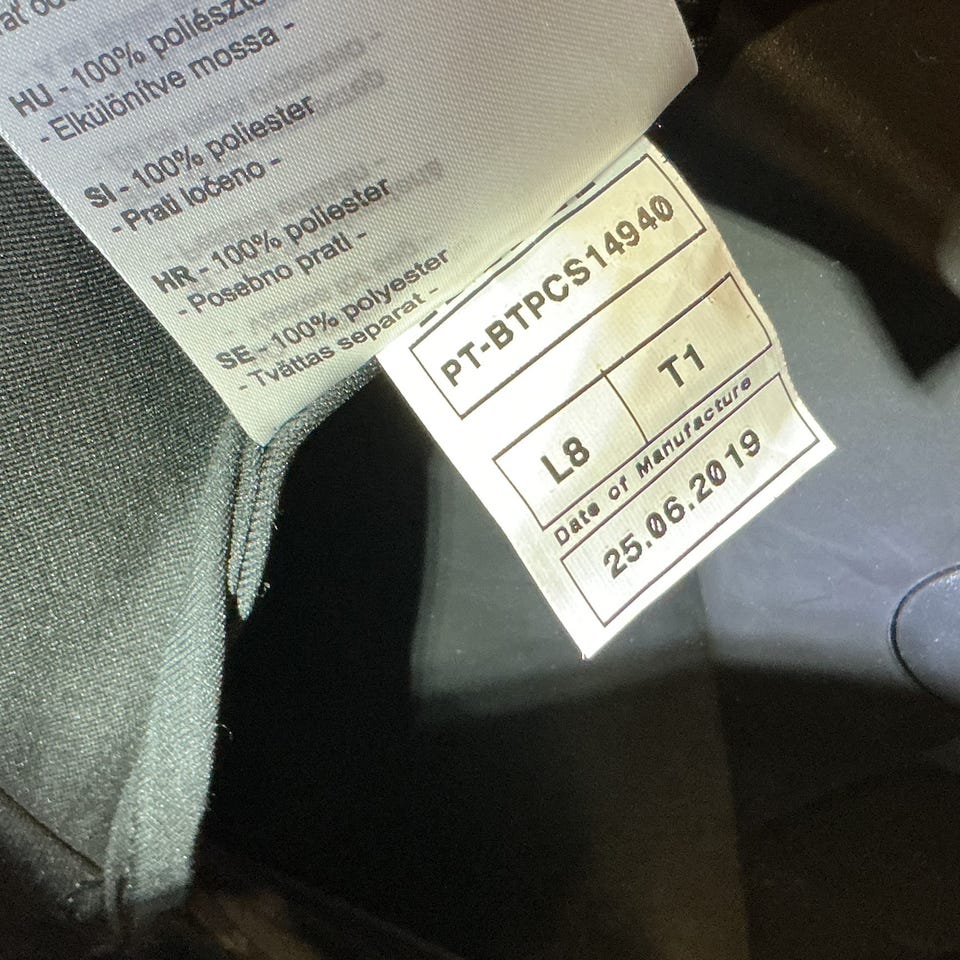 HU - 100% poliészte
- Elkülönítve mossa -
SI - 100% poliester
- Prati ločeno -
HR - 100% poliester
- Posebno prati -
SE - 100% polyester
- Tvättas separat -
PT-BTPCS14940
L8
T1
Date of Manufacture
25.06.2019